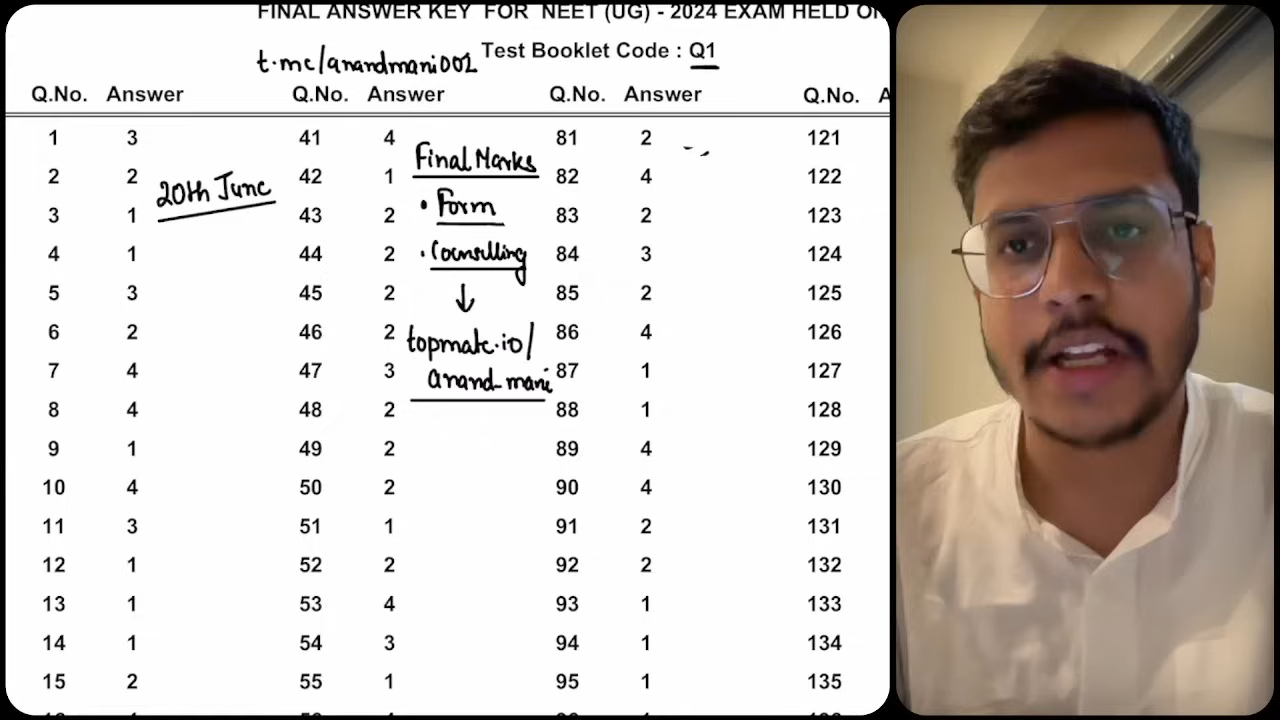 FINAL ANSWER KEY FOR NEET (UG) - 2024 EXAM HELD ON
t.me/anandmani001 Test Booklet Code : Q1
Q.No. Answer Q.No. Answer Q.No. Answer Q.No. A
1 3 41 4 81 2 121
Final Marks
2 2 42 1 82 4 122
20th June
3 1 43 2 83 2 123
• Form
4 1 44 2 84 3 124
• Counselling
5 3 45 2 85 2 125
↓
6 2 46 2 86 4 126
topmate.io/
7 4 47 3 87 1 127
anand_mani
8 4 48 2 88 1 128
9 1 49 2 89 4 129
10 4 50 2 90 4 130
11 3 51 1 91 2 131
12 1 52 2 92 2 132
13 1 53 4 93 1 133
14 1 54 3 94 1 134
15 2 55 1 95 1 135